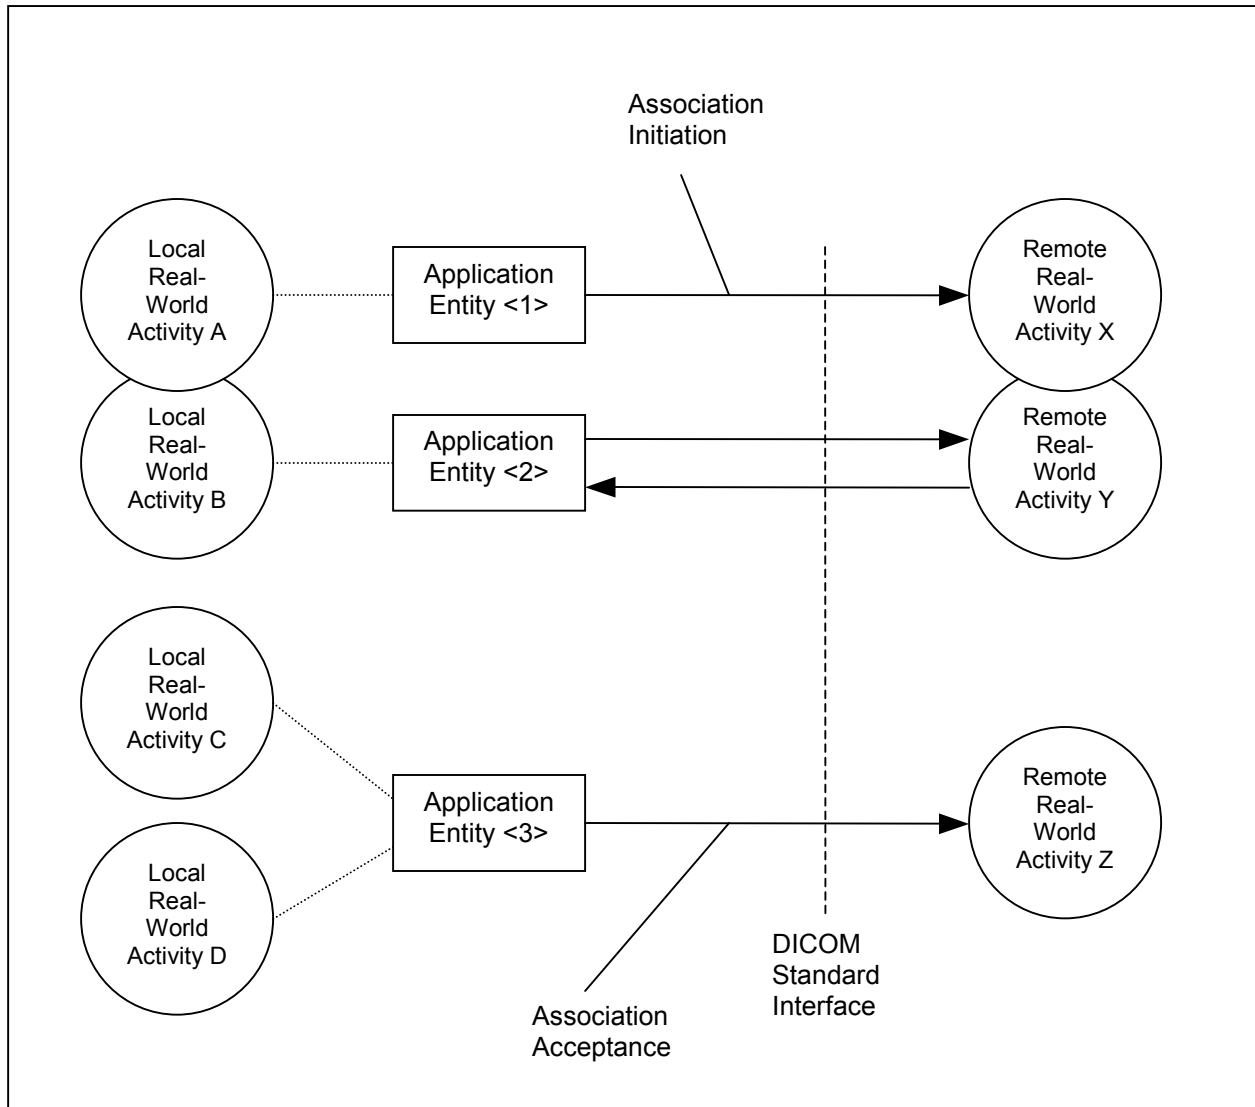 Association
Initiation
Local
Real-
World
Activity A
Application
Entity <1>
Remote
Real-
World
Activity X
Local
Real-
World
Activity B
Application
Entity <2>
Remote
Real-
World
Activity Y
Local
Real-
World
Activity C
Application
Entity <3>
Remote
Real-
World
Activity Z
Local
Real-
World
Activity D
DICOM
Standard
Interface
Association
Acceptance